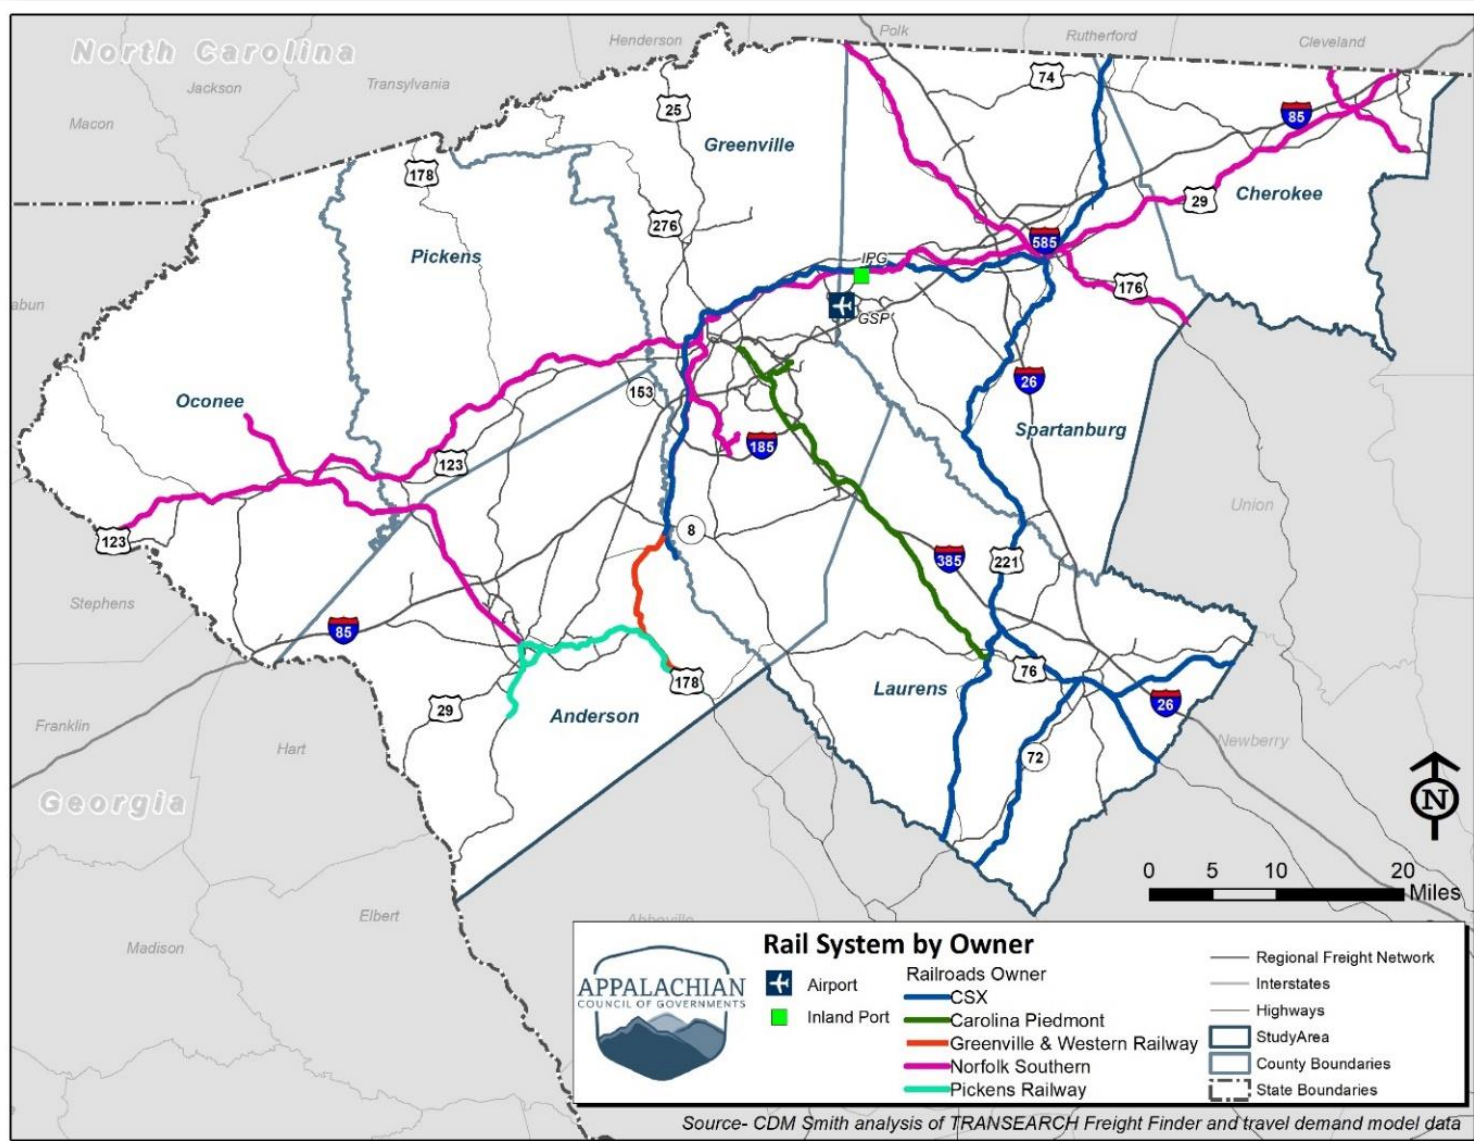 North Carolina
Polk
Rutherford
Cleveland
Henderson
Transylvania
Jackson
Macon
74
25
85
Greenville
178
29
Cherokee
276
585
Pickens
IPG
176
abun
GSP
26
153
Oconee
Spartanburg
185
123
Union
8
123
385
221
Stephens
85
76
178
Laurens
26
29
Anderson
Franklin
Hart
Newberry
72
Georgia
N
0 5 10 20
Miles
Elbert
Abbeville
Madison
Rail System by Owner
APPALACHIAN
COUNCIL OF GOVERNMENTS
Airport
Inland Port
Railroads Owner
CSX
Carolina Piedmont
Greenville & Western Railway
Norfolk Southern
Pickens Railway
Regional Freight Network
Interstates
Highways
StudyArea
County Boundaries
State Boundaries
Source- CDM Smith analysis of TRANSEARCH Freight Finder and travel demand model data